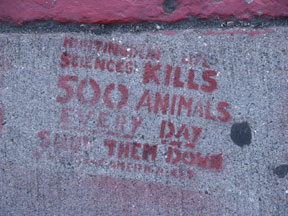 HUNTINGDON LIFE
SCIENCES KILLS
500 ANIMALS
EVERY DAY
SHUT THEM DOWN